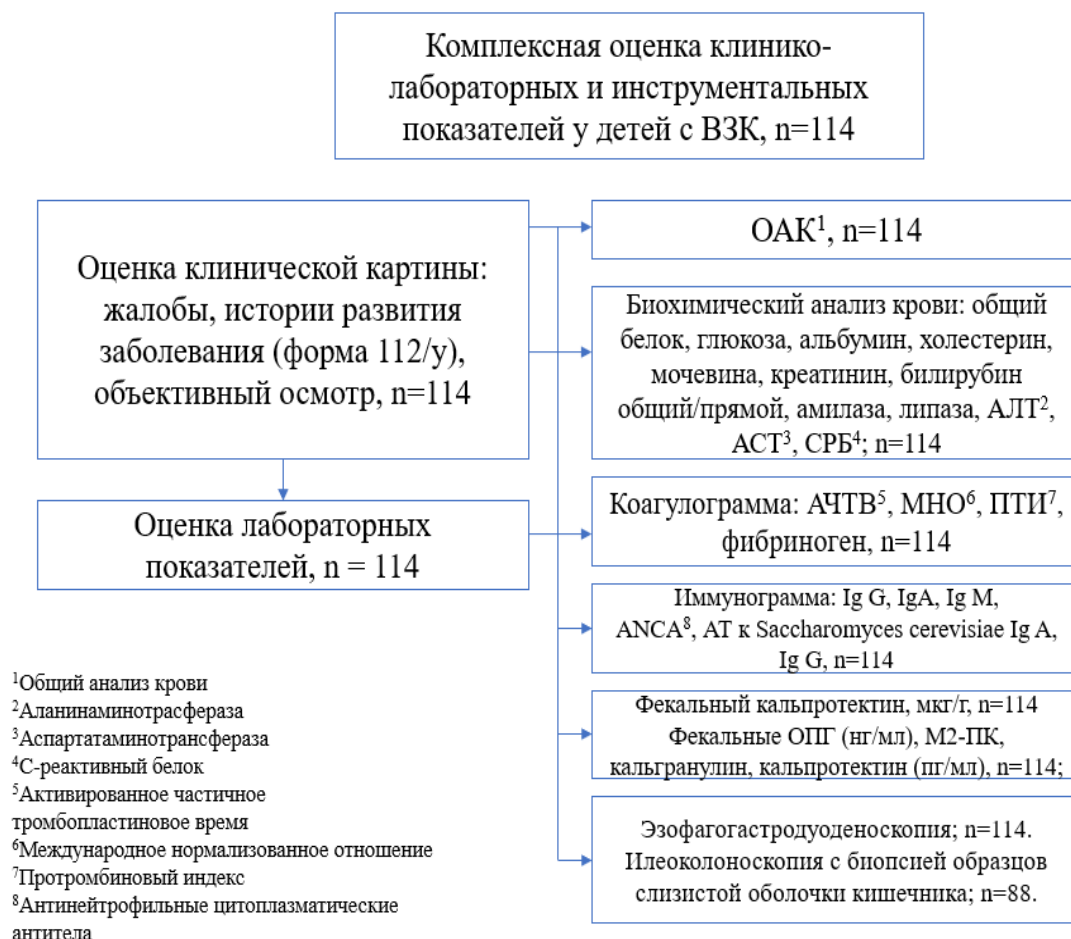 Комплексная оценка клинико-
лабораторных и инструментальных
показателей у детей с ВЗК, n=114
Оценка клинической картины:
жалобы, истории развития
заболевания (форма 112/у),
объективный осмотр, n=114
Оценка лабораторных
показателей, n = 114
ОАК¹, n=114
Биохимический анализ крови: общий
белок, глюкоза, альбумин, холестерин,
мочевина, креатинин, билирубин
общий/прямой, амилаза, липаза, АЛТ²,
АСТ³, СРБ⁴; n=114
Коагулограмма: АЧТВ⁵, МНО⁶, ПТИ⁷,
фибриноген, n=114
Иммунограмма: Ig G, IgA, Ig M,
ANCA⁸, АТ к Saccharomyces cerevisiae Ig A,
Ig G, n=114
Фекальный кальпротектин, мкг/г, n=114
Фекальные ОПГ (нг/мл), М2-ПК,
кальгранулин, кальпротектин (пг/мл), n=114;
Эзофагогастродуоденоскопия; n=114.
Илеоколоноскопия с биопсией образцов
слизистой оболочки кишечника; n=88.
¹Общий анализ крови
²Аланинаминотрасфераза
³Аспартатаминотрансфераза
⁴С-реактивный белок
⁵Активированное частичное
тромбопластиновое время
⁶Международное нормализованное отношение
⁷Протромбиновый индекс
⁸Антинейтрофильные цитоплазматические
антитела